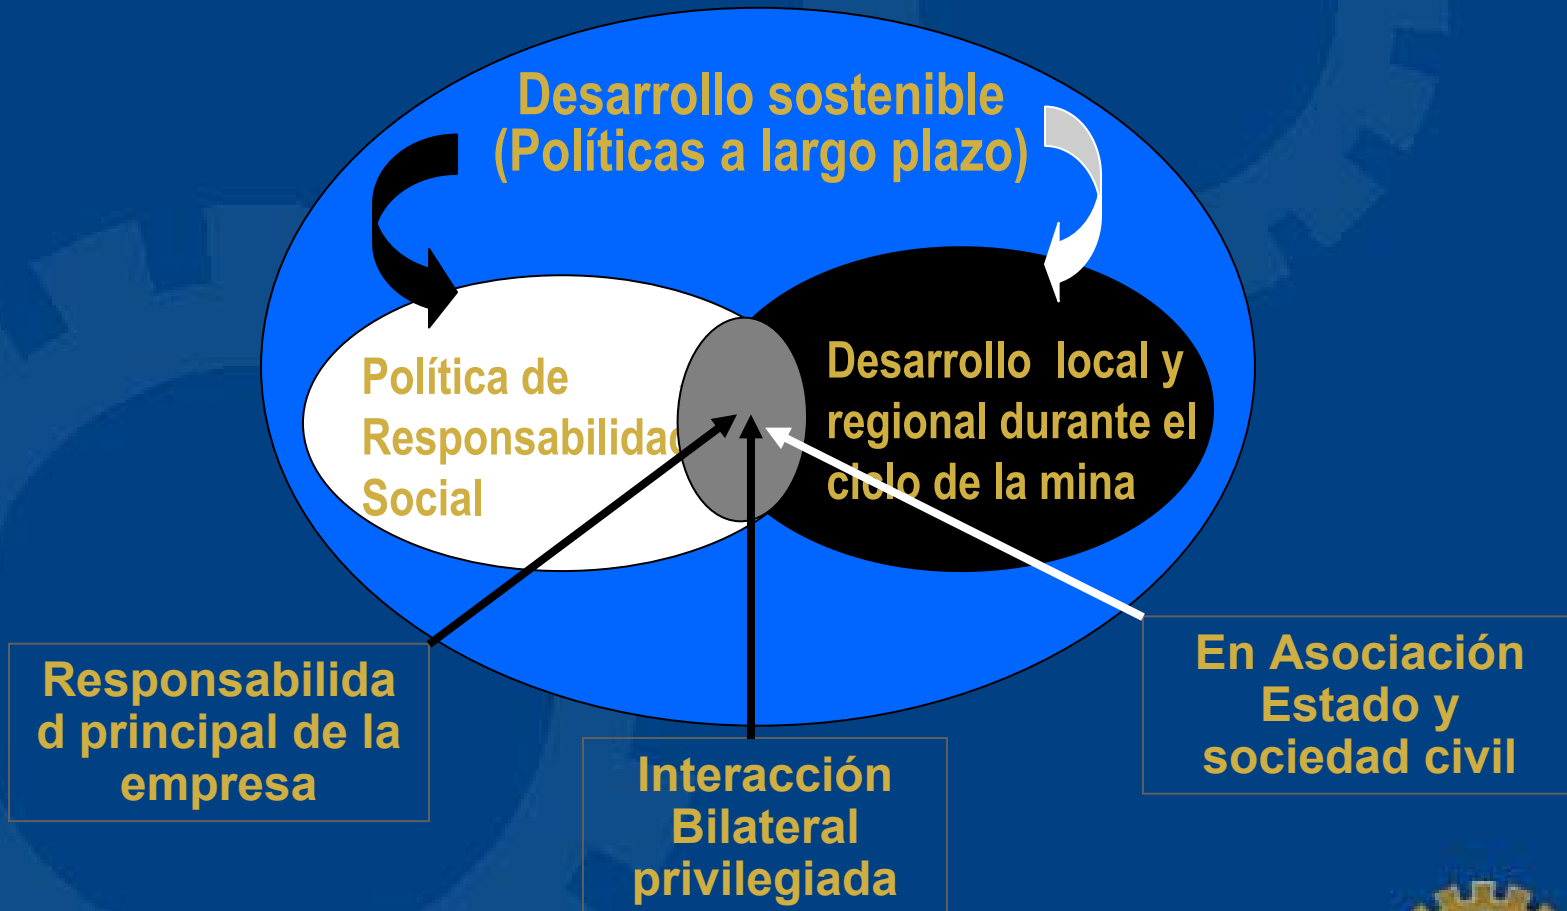 Desarrollo sostenible
(Políticas a largo plazo)
Política de
Responsabilidad
Social
Desarrollo local y
regional durante el
ciclo de la mina
Responsabilida
d principal de la
empresa
Interacción
Bilateral
privilegiada
En Asociación
Estado y
sociedad civil